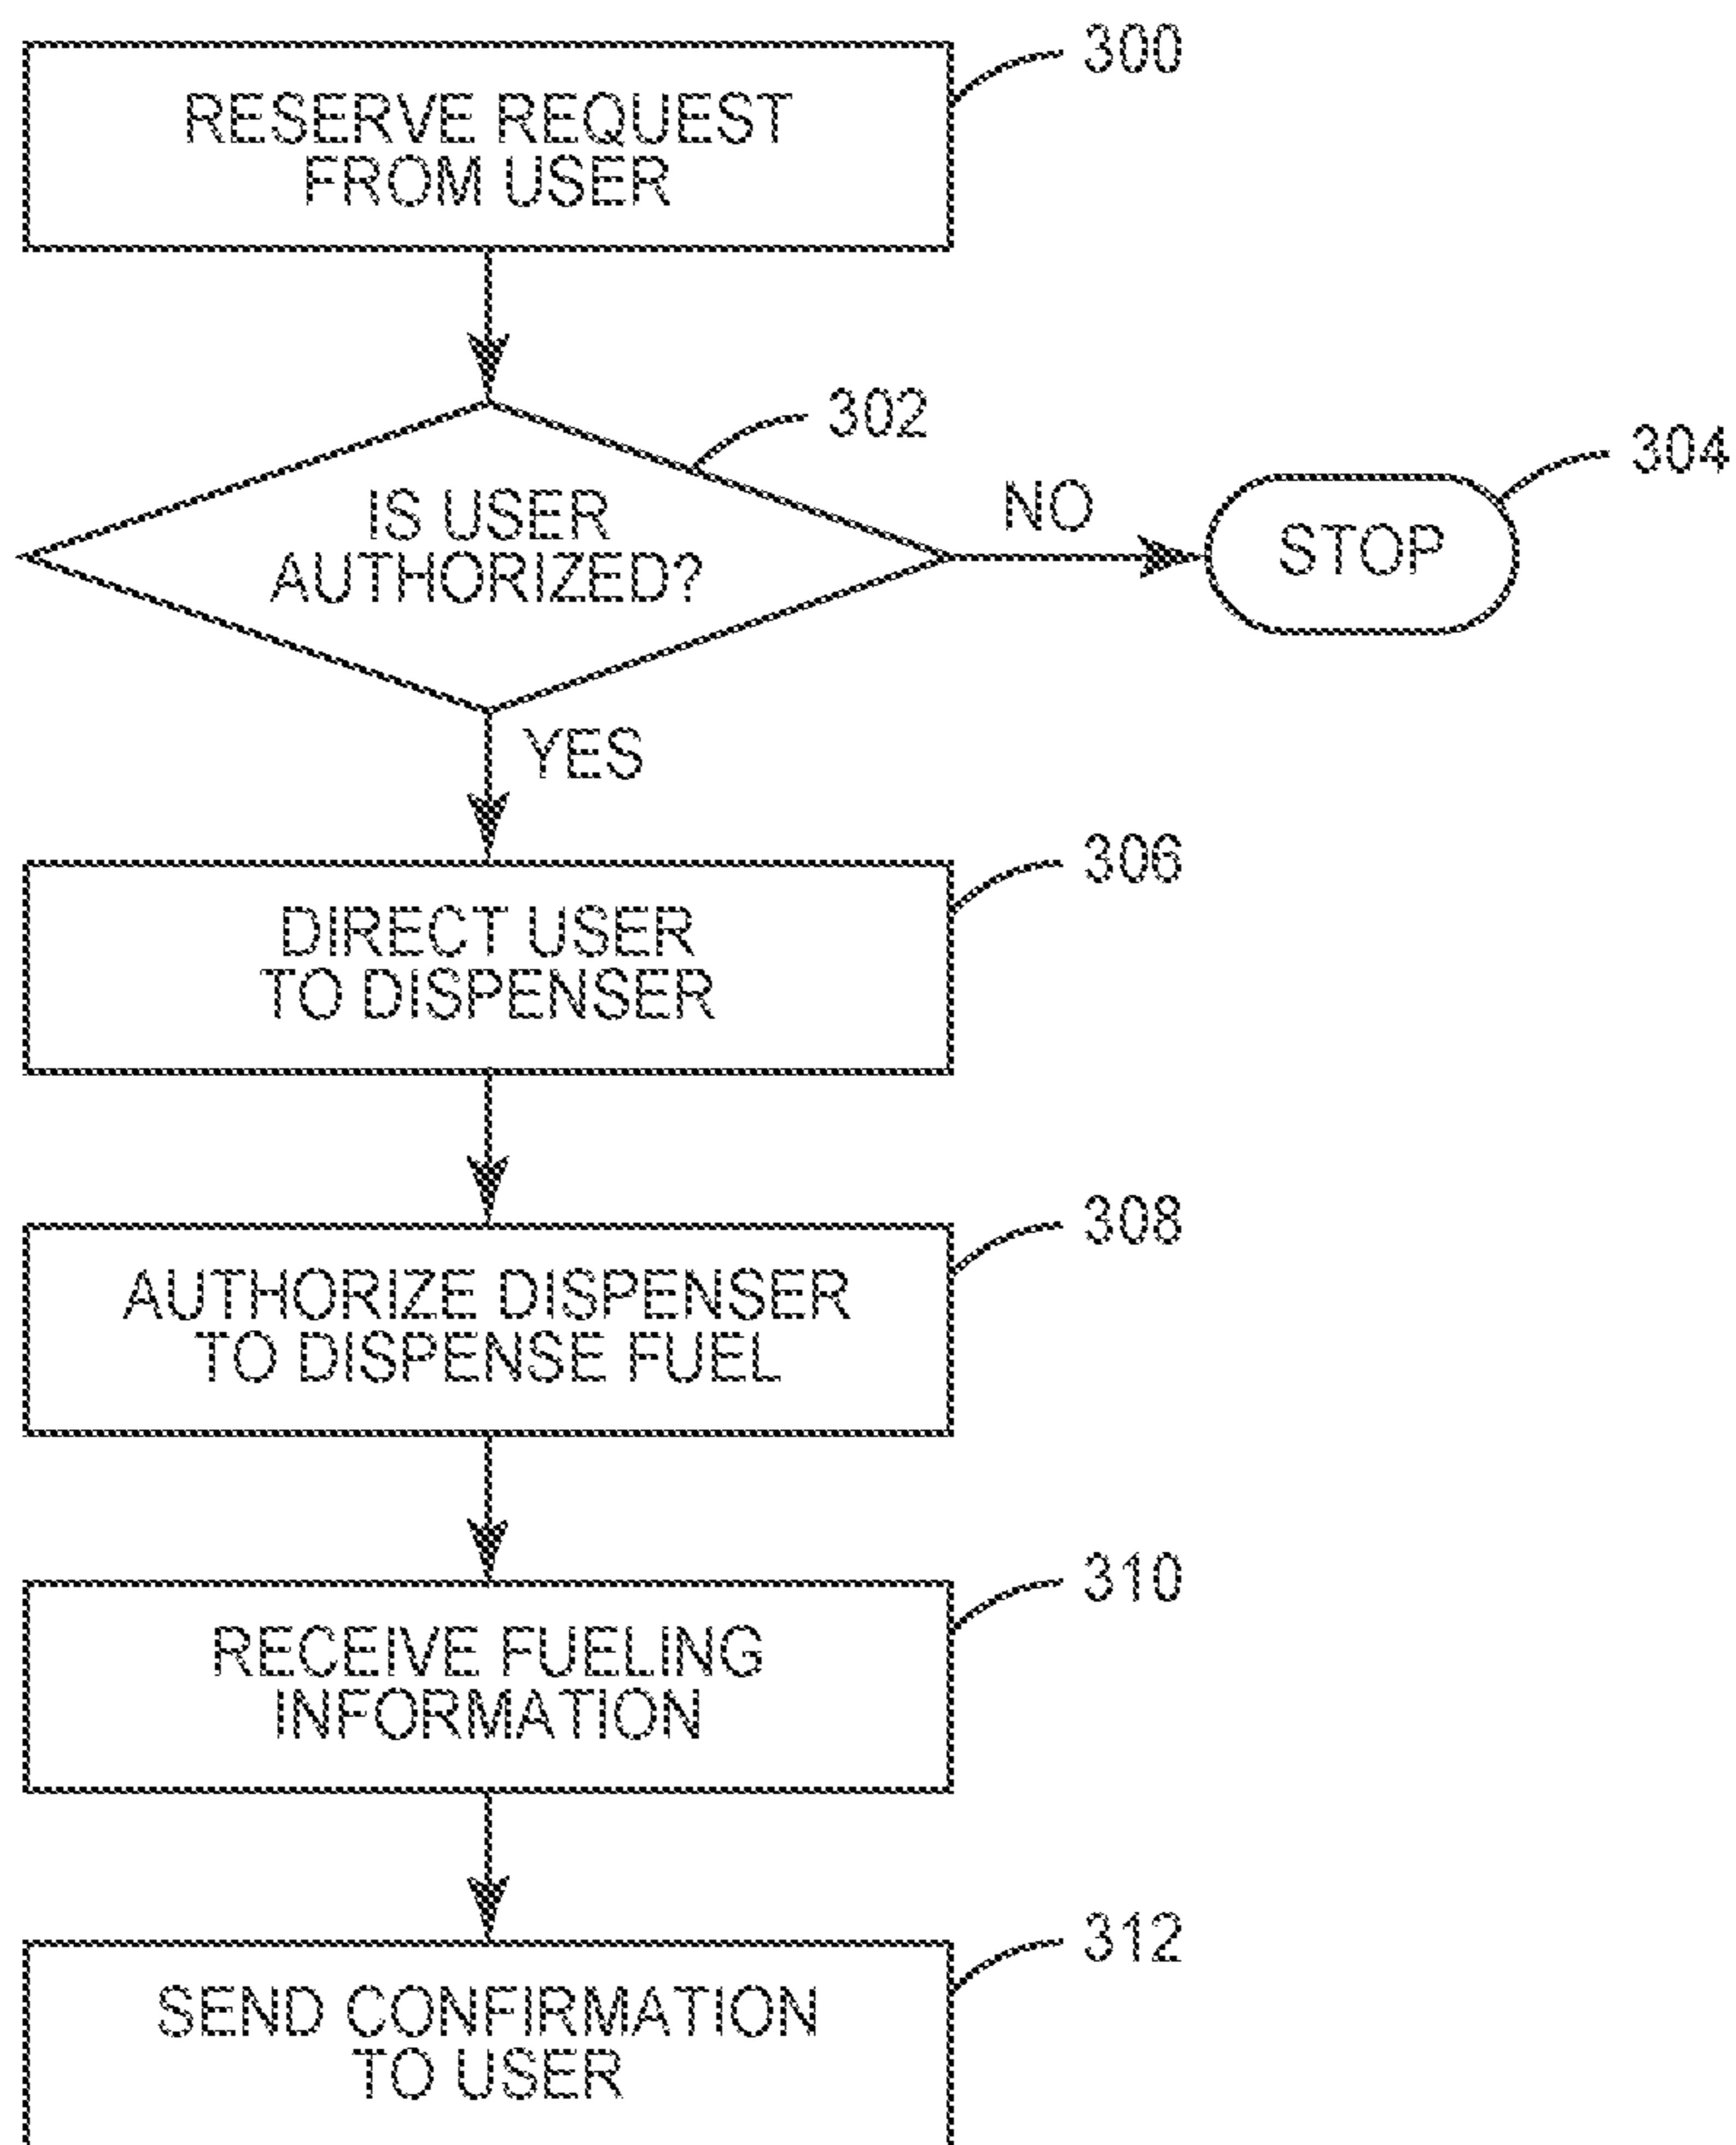 300
RESERVE REQUEST
FROM USER
302
304
IS USER
AUTHORIZED?
NO
STOP
YES
306
DIRECT USER
TO DISPENSER
308
AUTHORIZE DISPENSER
TO DISPENSE FUEL
310
RECEIVE FUELING
INFORMATION
312
SEND CONFIRMATION
TO USER